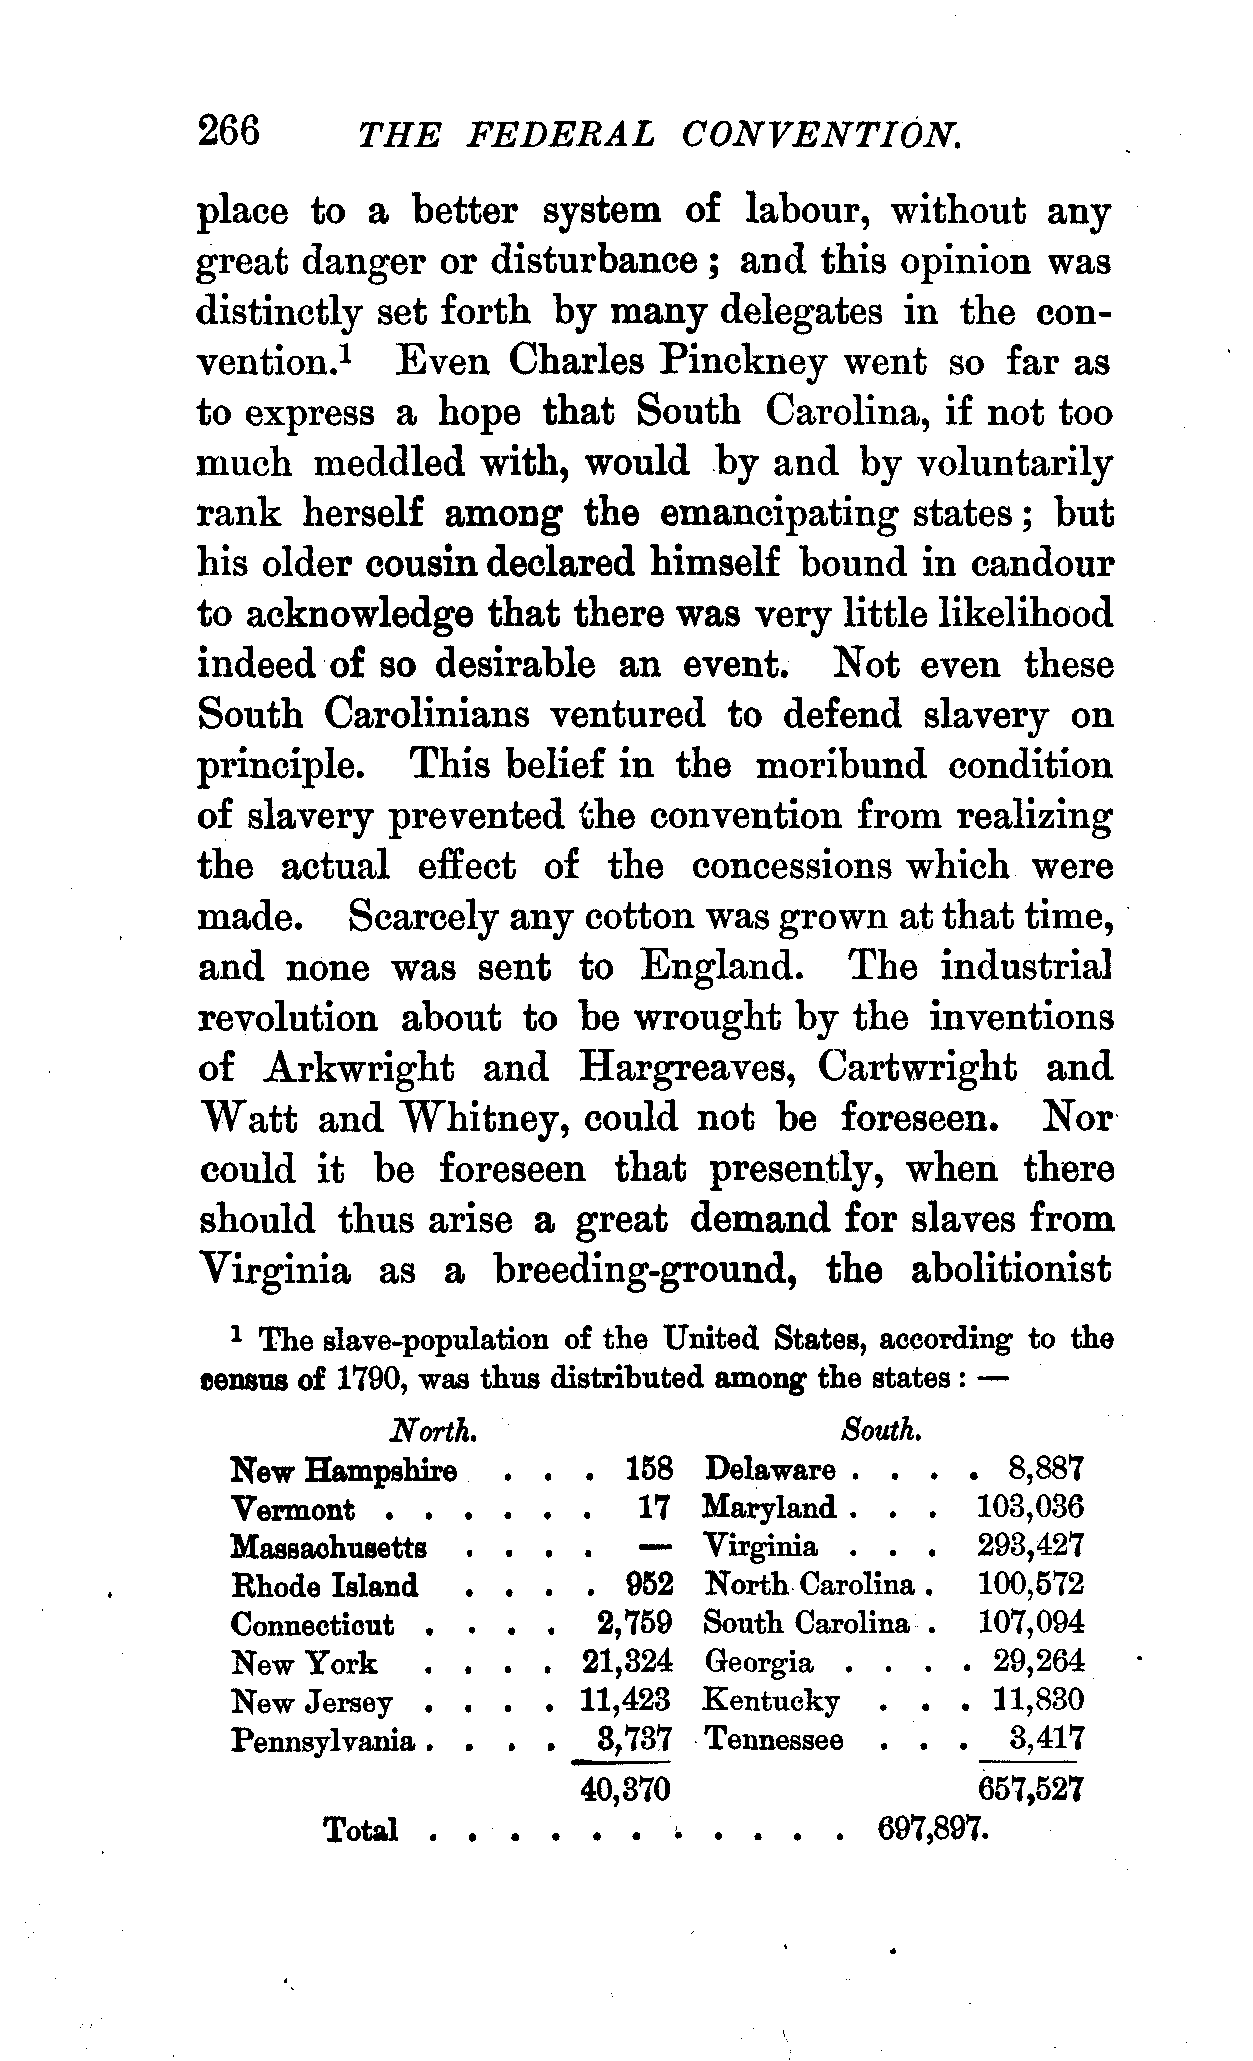 266 THE FEDERAL CONVENTION.
place to a better system of labour, without any
great danger or disturbance ; and this opinion was
distinctly set forth by many delegates in the con-
vention.¹ Even Charles Pinckney went so far as
to express a hope that South Carolina, if not too
much meddled with, would by and by voluntarily
rank herself among the emancipating states ; but
his older cousin declared himself bound in candour
to acknowledge that there was very little likelihood
indeed of so desirable an event. Not even these
South Carolinians ventured to defend slavery on
principle. This belief in the moribund condition
of slavery prevented the convention from realizing
the actual effect of the concessions which were
made. Scarcely any cotton was grown at that time,
and none was sent to England. The industrial
revolution about to be wrought by the inventions
of Arkwright and Hargreaves, Cartwright and
Watt and Whitney, could not be foreseen. Nor
could it be foreseen that presently, when there
should thus arise a great demand for slaves from
Virginia as a breeding-ground, the abolitionist
¹ The slave-population of the United States, according to the
census of 1790, was thus distributed among the states : —
North. South.
New Hampshire . . . 158 Delaware . . . . 8,887
Vermont . . . . . . 17 Maryland . . . 103,036
Massachusetts . . . . — Virginia . . . 293,427
Rhode Island . . . . 952 North Carolina . 100,572
Connecticut . . . . 2,759 South Carolina . 107,094
New York . . . . 21,324 Georgia . . . . 29,264
New Jersey . . . . 11,423 Kentucky . . . 11,830
Pennsylvania . . . . 3,737 Tennessee . . . 3,417
40,370 657,527
Total . . . . . . . . . . . 697,897.